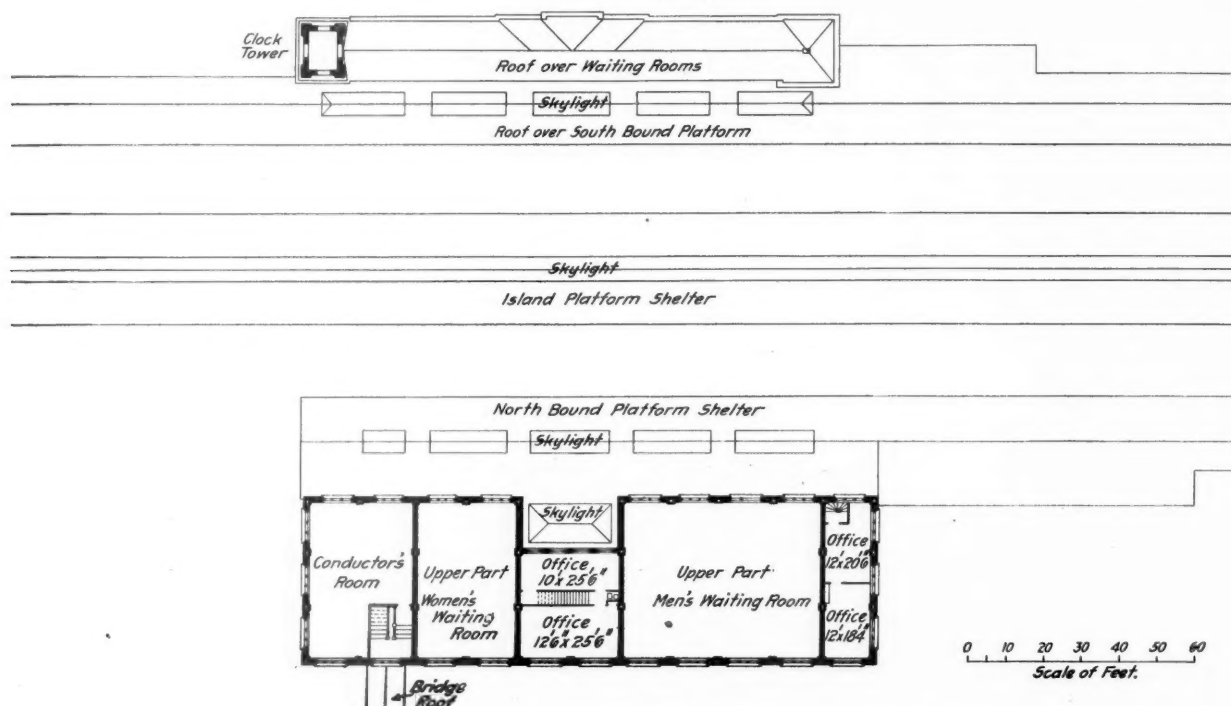 Clock
Tower
Roof over Waiting Rooms
Skylight
Roof over South Bound Platform
Skylight
Island Platform Shelter
North Bound Platform Shelter
Skylight
Skylight
Conductor's
Room
Upper Part
Women's
Waiting
Room
Office
10'x 25'6"
Office
12'6"x 25'6"
Upper Part
Men's Waiting Room
Office
12'x20'6"
Office
12'x18'4"
Bridge
Roof
0 10 20 30 40 50 60
Scale of Feet.